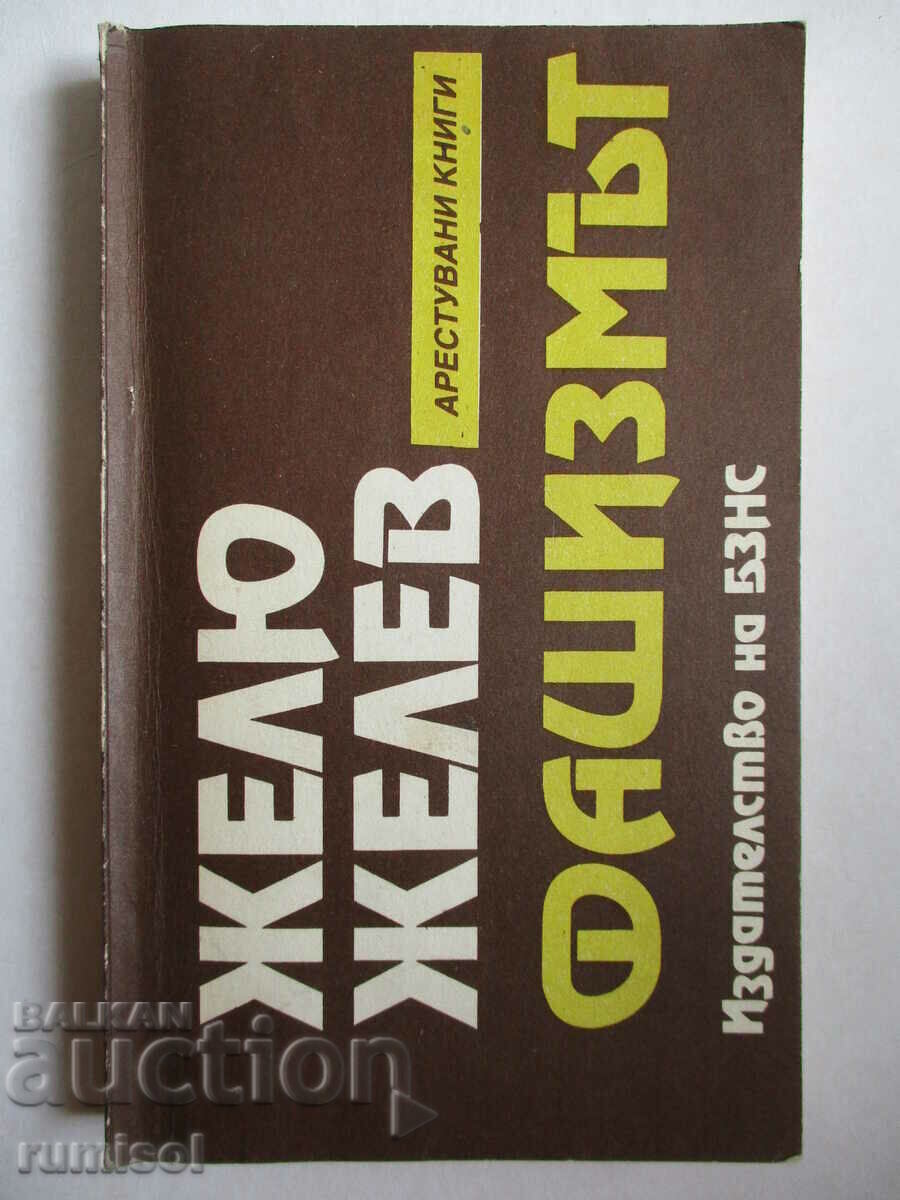 ЖЕЛЮ
ЖЕЛЕВ
АРЕСТУВАНИ КНИГИ
ФАШИЗМЪТ
Издателство на БЗНС
BALKAN
auction
rumisol